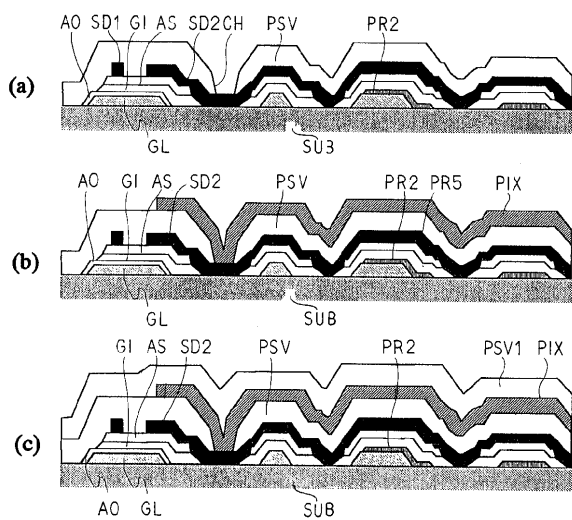 AO SD1 GI AS SD2 CH PSV PR2
(a)
GL SU3
AO GI AS SD2 PSV PR2 PR5 PIX
(b)
GL SUB
GI AS SD2 PSV PR2 PSV1 PIX
(c)
AO GL SUB